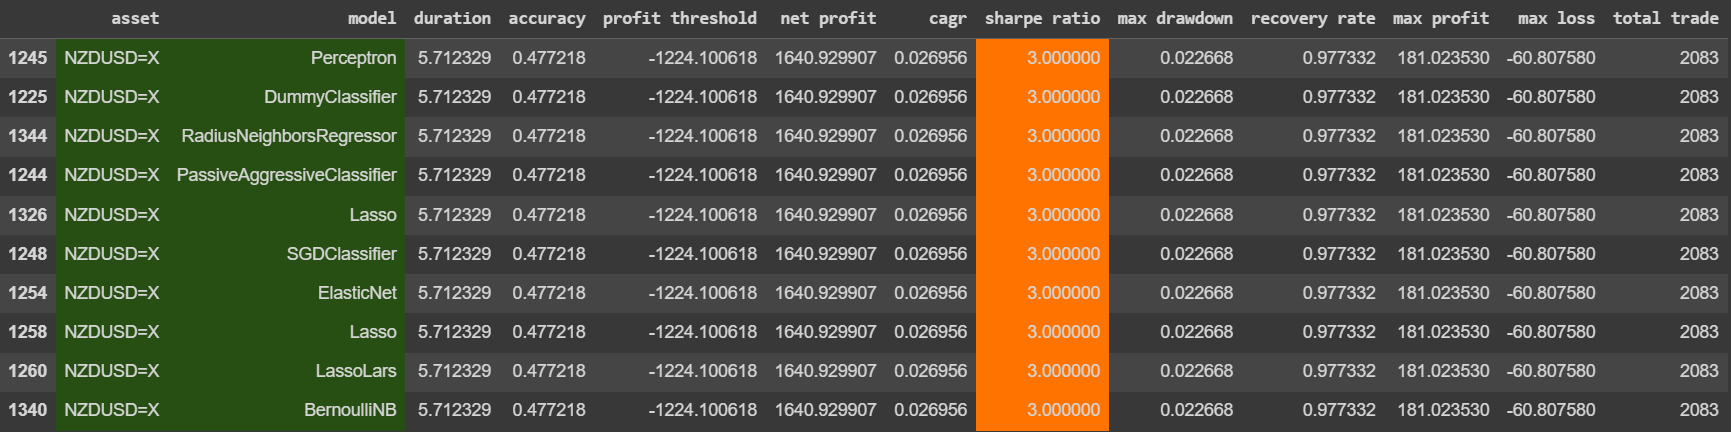 asset model duration accuracy profit threshold net profit cagr sharpe ratio max drawdown recovery rate max profit max loss total trade
1245 NZDUSD=X Perceptron 5.712329 0.477218 -1224.100618 1640.929907 0.026956 3.000000 0.022668 0.977332 181.023530 -60.807580 2083
1225 NZDUSD=X DummyClassifier 5.712329 0.477218 -1224.100618 1640.929907 0.026956 3.000000 0.022668 0.977332 181.023530 -60.807580 2083
1344 NZDUSD=X RadiusNeighborsRegressor 5.712329 0.477218 -1224.100618 1640.929907 0.026956 3.000000 0.022668 0.977332 181.023530 -60.807580 2083
1244 NZDUSD=X PassiveAggressiveClassifier 5.712329 0.477218 -1224.100618 1640.929907 0.026956 3.000000 0.022668 0.977332 181.023530 -60.807580 2083
1326 NZDUSD=X Lasso 5.712329 0.477218 -1224.100618 1640.929907 0.026956 3.000000 0.022668 0.977332 181.023530 -60.807580 2083
1248 NZDUSD=X SGDClassifier 5.712329 0.477218 -1224.100618 1640.929907 0.026956 3.000000 0.022668 0.977332 181.023530 -60.807580 2083
1254 NZDUSD=X ElasticNet 5.712329 0.477218 -1224.100618 1640.929907 0.026956 3.000000 0.022668 0.977332 181.023530 -60.807580 2083
1258 NZDUSD=X Lasso 5.712329 0.477218 -1224.100618 1640.929907 0.026956 3.000000 0.022668 0.977332 181.023530 -60.807580 2083
1260 NZDUSD=X LassoLars 5.712329 0.477218 -1224.100618 1640.929907 0.026956 3.000000 0.022668 0.977332 181.023530 -60.807580 2083
1340 NZDUSD=X BernoulliNB 5.712329 0.477218 -1224.100618 1640.929907 0.026956 3.000000 0.022668 0.977332 181.023530 -60.807580 2083